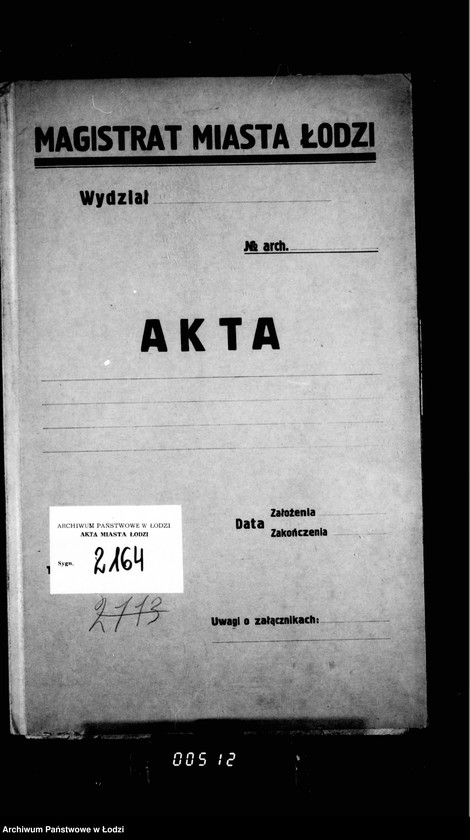 MAGISTRAT MIASTA ŁODZI
Wydział
№ arch.
AKTA
Data Założenia
Zakończenia
ARCHIWUM PAŃSTWOWE W ŁODZI
AKTA MIASTA ŁODZI
Sygn. 2164
2113
Uwagi o załącznikach:
00512
Archiwum Państwowe w Łodzi